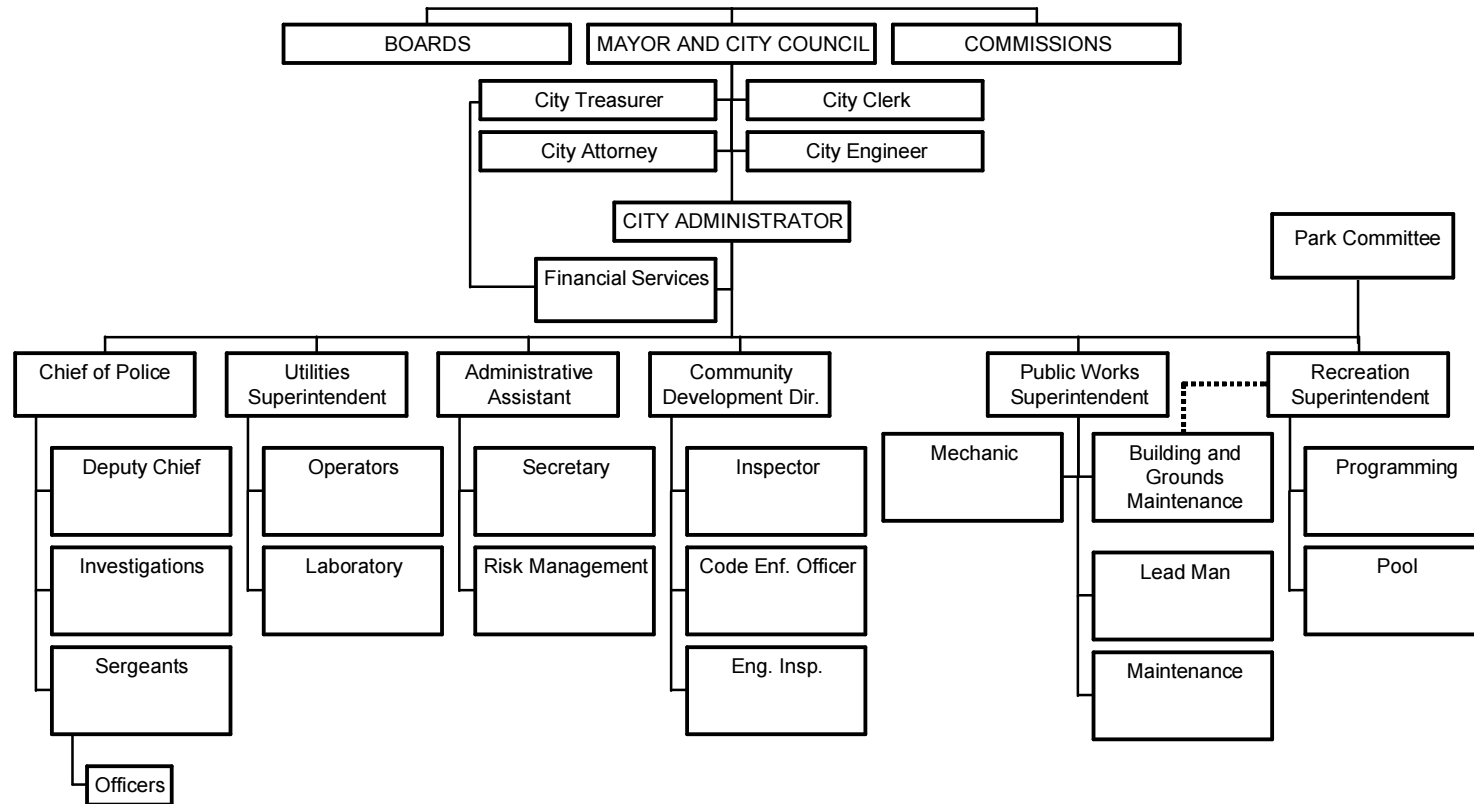 BOARDS
MAYOR AND CITY COUNCIL
COMMISSIONS
City Treasurer
City Clerk
City Attorney
City Engineer
CITY ADMINISTRATOR
Park Committee
Financial Services
Chief of Police
Utilities
Superintendent
Administrative
Assistant
Community
Development Dir.
Public Works
Superintendent
Recreation
Superintendent
Deputy Chief
Operators
Secretary
Inspector
Mechanic
Building and
Grounds
Maintenance
Programming
Investigations
Laboratory
Risk Management
Code Enf. Officer
Lead Man
Pool
Sergeants
Eng. Insp.
Maintenance
Officers